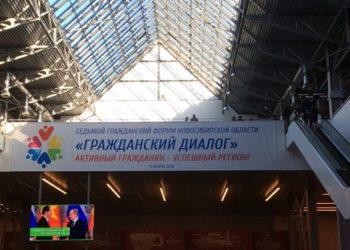 СЕДЬМОЙ ГРАЖДАНСКИЙ ФОРУМ НОВОСИБИРСКОЙ ОБЛАСТИ
«ГРАЖДАНСКИЙ ДИАЛОГ»
АКТИВНЫЙ ГРАЖДАНИН - УСПЕШНЫЙ РЕГИОН!